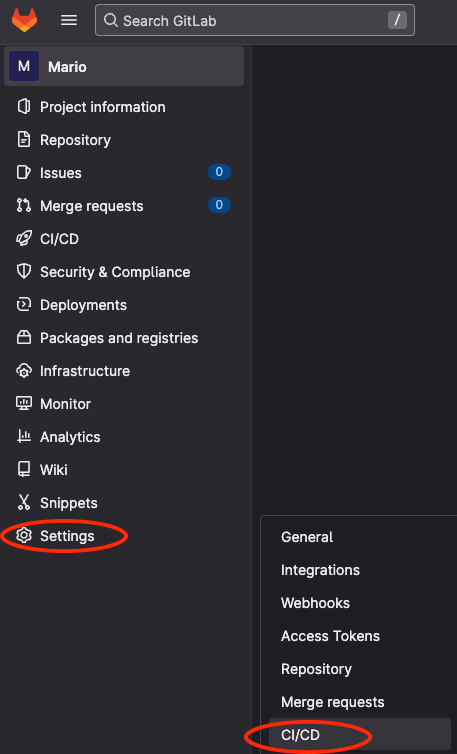 Search GitLab
/
M
Mario
Project information
Repository
Issues
0
Merge requests
0
CI/CD
Security & Compliance
Deployments
Packages and registries
Infrastructure
Monitor
Analytics
Wiki
Snippets
Settings
General
Integrations
Webhooks
Access Tokens
Repository
Merge requests
CI/CD